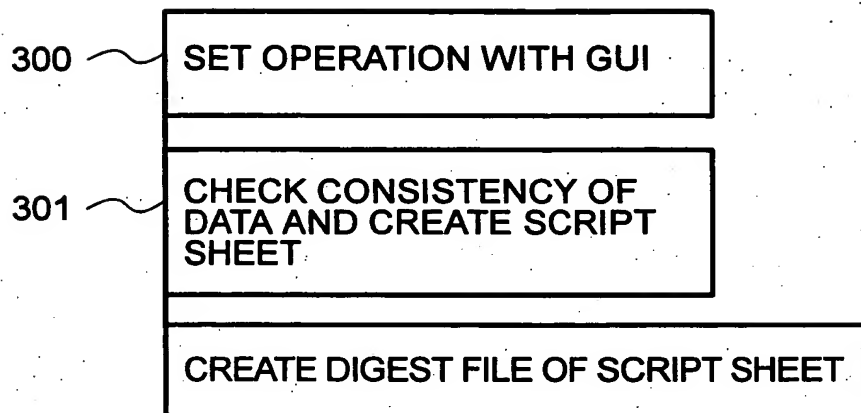 300 SET OPERATION WITH GUI
301 CHECK CONSISTENCY OF
DATA AND CREATE SCRIPT
SHEET
CREATE DIGEST FILE OF SCRIPT SHEET